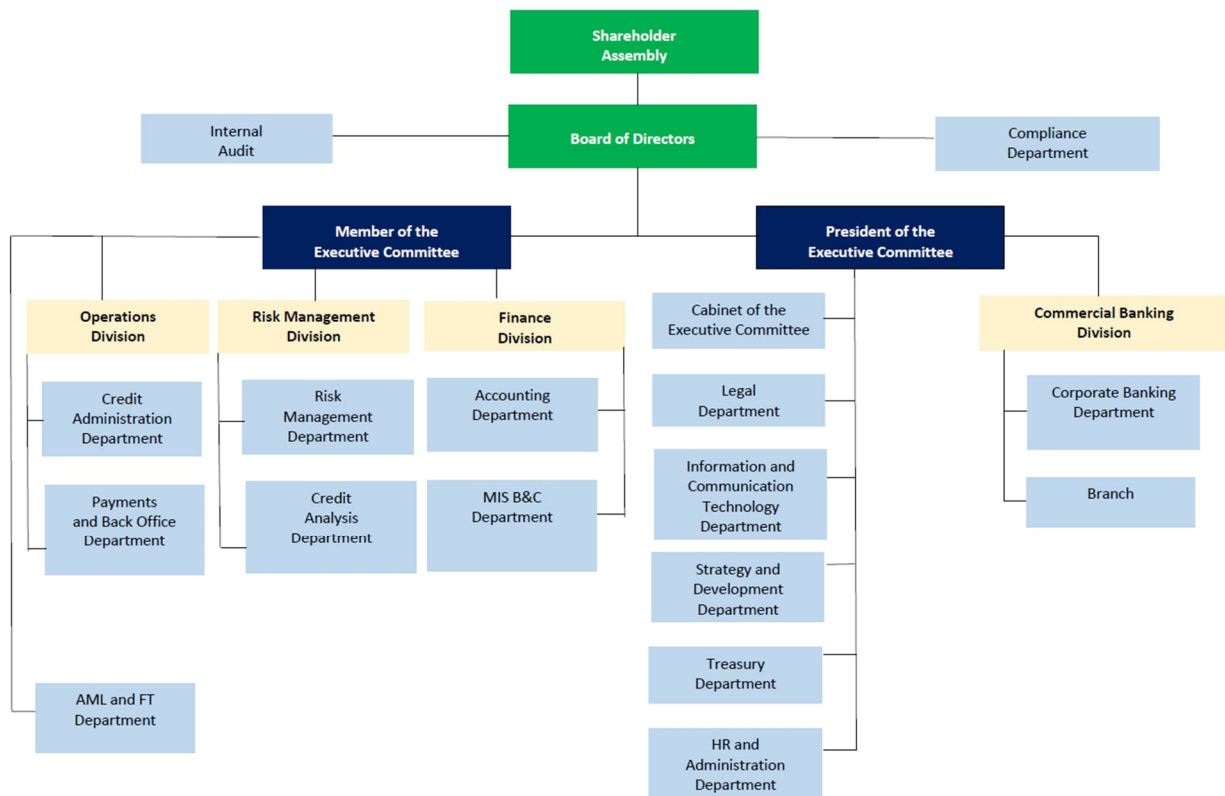 Shareholder
Assembly
Internal
Audit
Board of Directors
Compliance
Department
Member of the
Executive Committee
President of the
Executive Committee
Operations
Division
Risk Management
Division
Finance
Division
Cabinet of the
Executive Committee
Commercial Banking
Division
Credit
Administration
Department
Risk
Management
Department
Accounting
Department
Legal
Department
Corporate Banking
Department
Payments
and Back Office
Department
Credit
Analysis
Department
MIS B&C
Department
Information and
Communication
Technology
Department
Branch
Strategy and
Development
Department
Treasury
Department
AML and FT
Department
HR and
Administration
Department